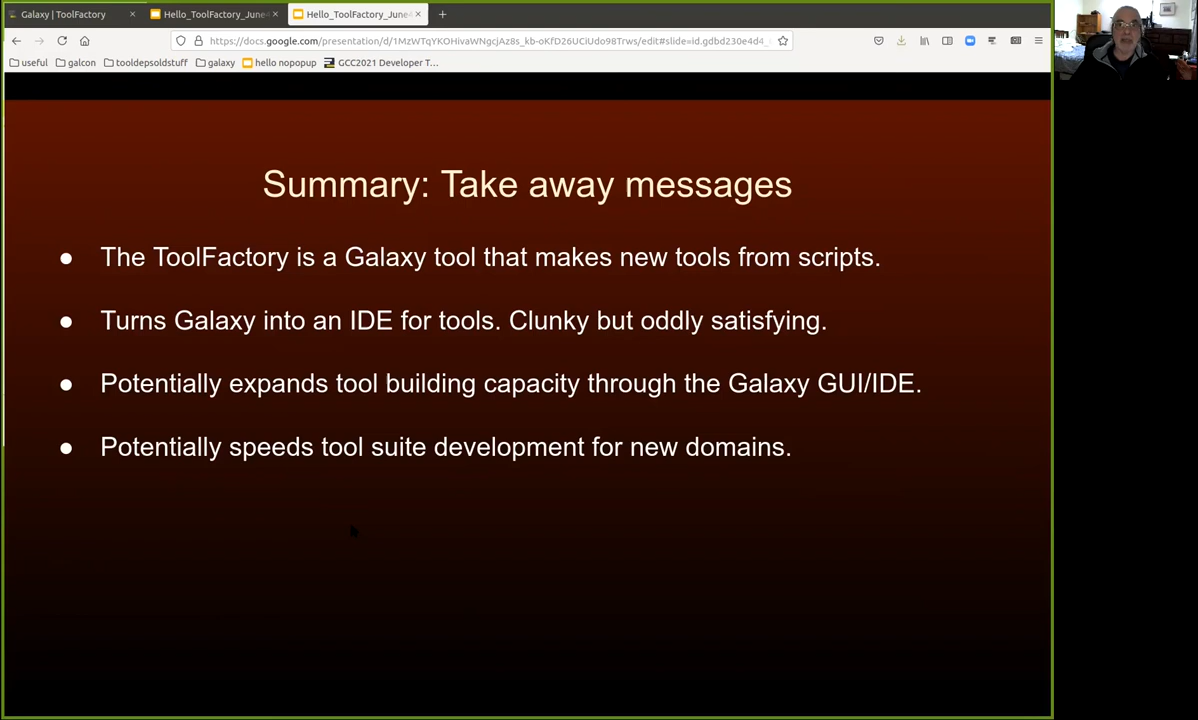 Galaxy | ToolFactory
Hello_ToolFactory_June
Hello_ToolFactory_June
https://docs.google.com/presentation/d/1MzWTqYKOHivaWNgcjAz8s_kb-oKfD26UCiUdo98Trws/edit#slide=id.gdbd230e4d4_
useful galcon tooldepsoldstuff galaxy hello nopopup GCC2021 Developer T...
Summary: Take away messages
● The ToolFactory is a Galaxy tool that makes new tools from scripts.
● Turns Galaxy into an IDE for tools. Clunky but oddly satisfying.
● Potentially expands tool building capacity through the Galaxy GUI/IDE.
● Potentially speeds tool suite development for new domains.